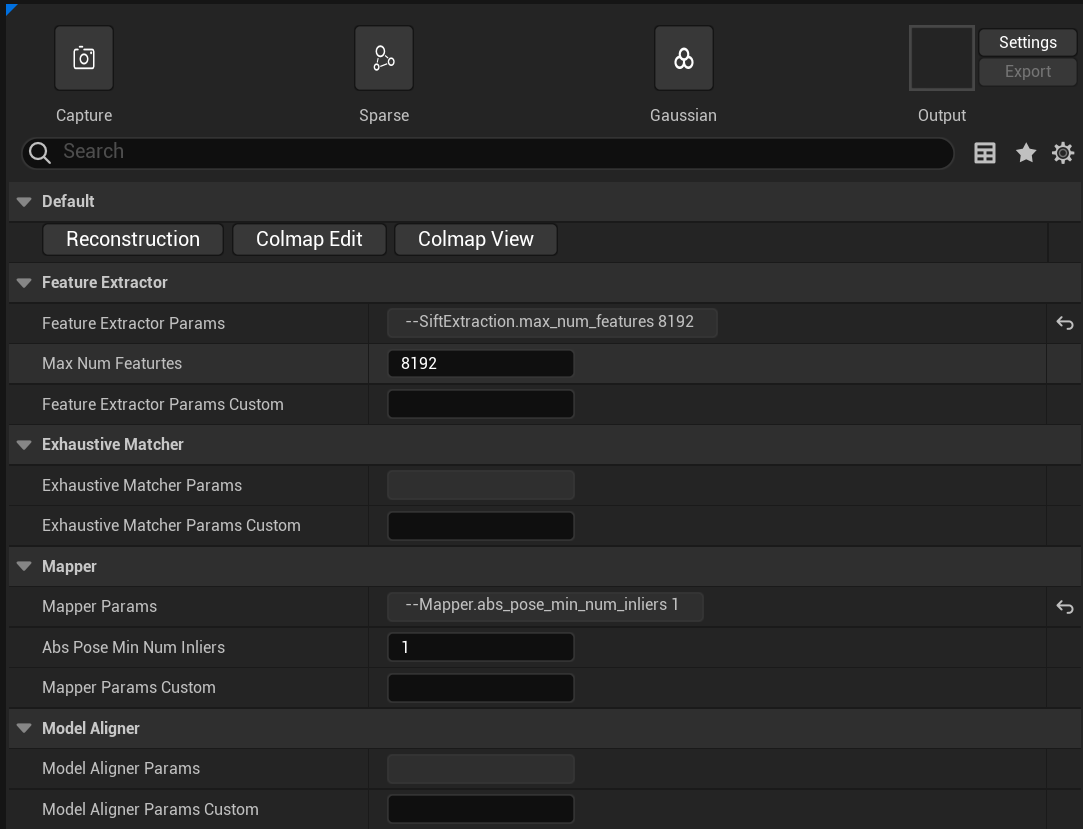 Settings
Export
Capture
Sparse
Gaussian
Output
Search
Default
Reconstruction
Colmap Edit
Colmap View
Feature Extractor
Feature Extractor Params
--SiftExtraction.max_num_features 8192
Max Num Featurtes
8192
Feature Extractor Params Custom
Exhaustive Matcher
Exhaustive Matcher Params
Exhaustive Matcher Params Custom
Mapper
Mapper Params
--Mapper.abs_pose_min_num_inliers 1
Abs Pose Min Num Inliers
1
Mapper Params Custom
Model Aligner
Model Aligner Params
Model Aligner Params Custom